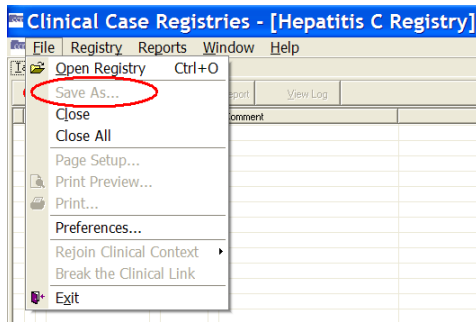 Clinical Case Registries - [Hepatitis C Registry]
File Registry Reports Window Help
Open Registry Ctrl+O
Save As...
View Log
Close
Comment
Close All
Page Setup...
Print Preview...
Print...
Preferences...
Rejoin Clinical Context
Break the Clinical Link
Exit